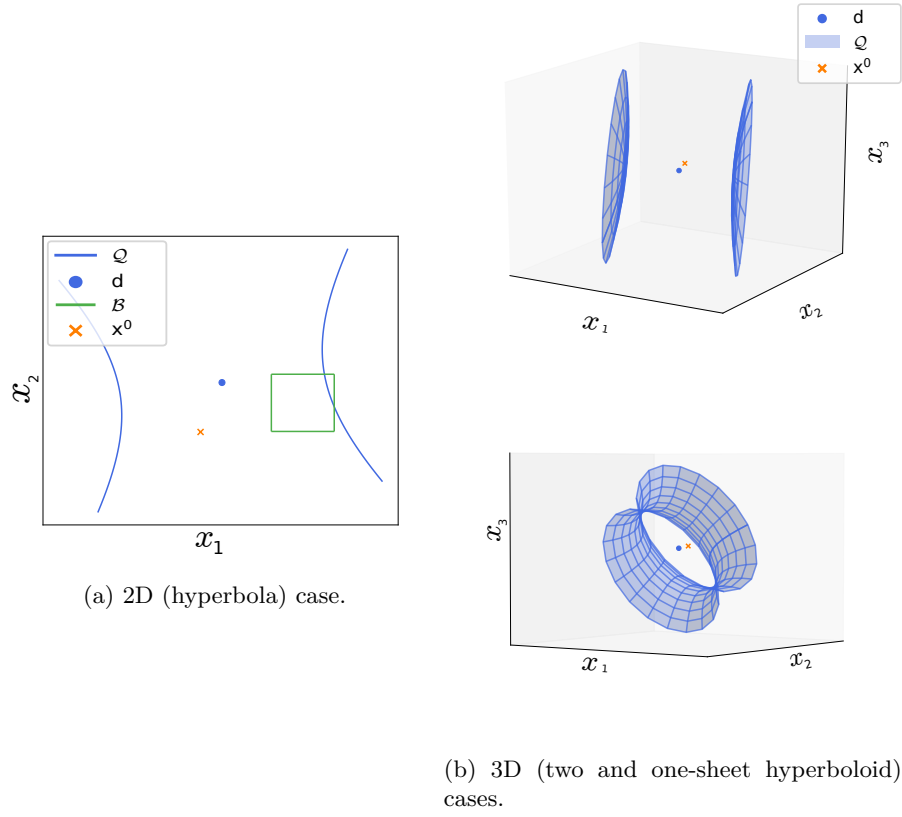 𝒬
d
ℬ
x⁰
x₂
x₁
(a) 2D (hyperbola) case.
d
𝒬
x⁰
x₃
x₂
x₁
x₃
x₁
x₂
(b) 3D (two and one-sheet hyperboloid)
cases.